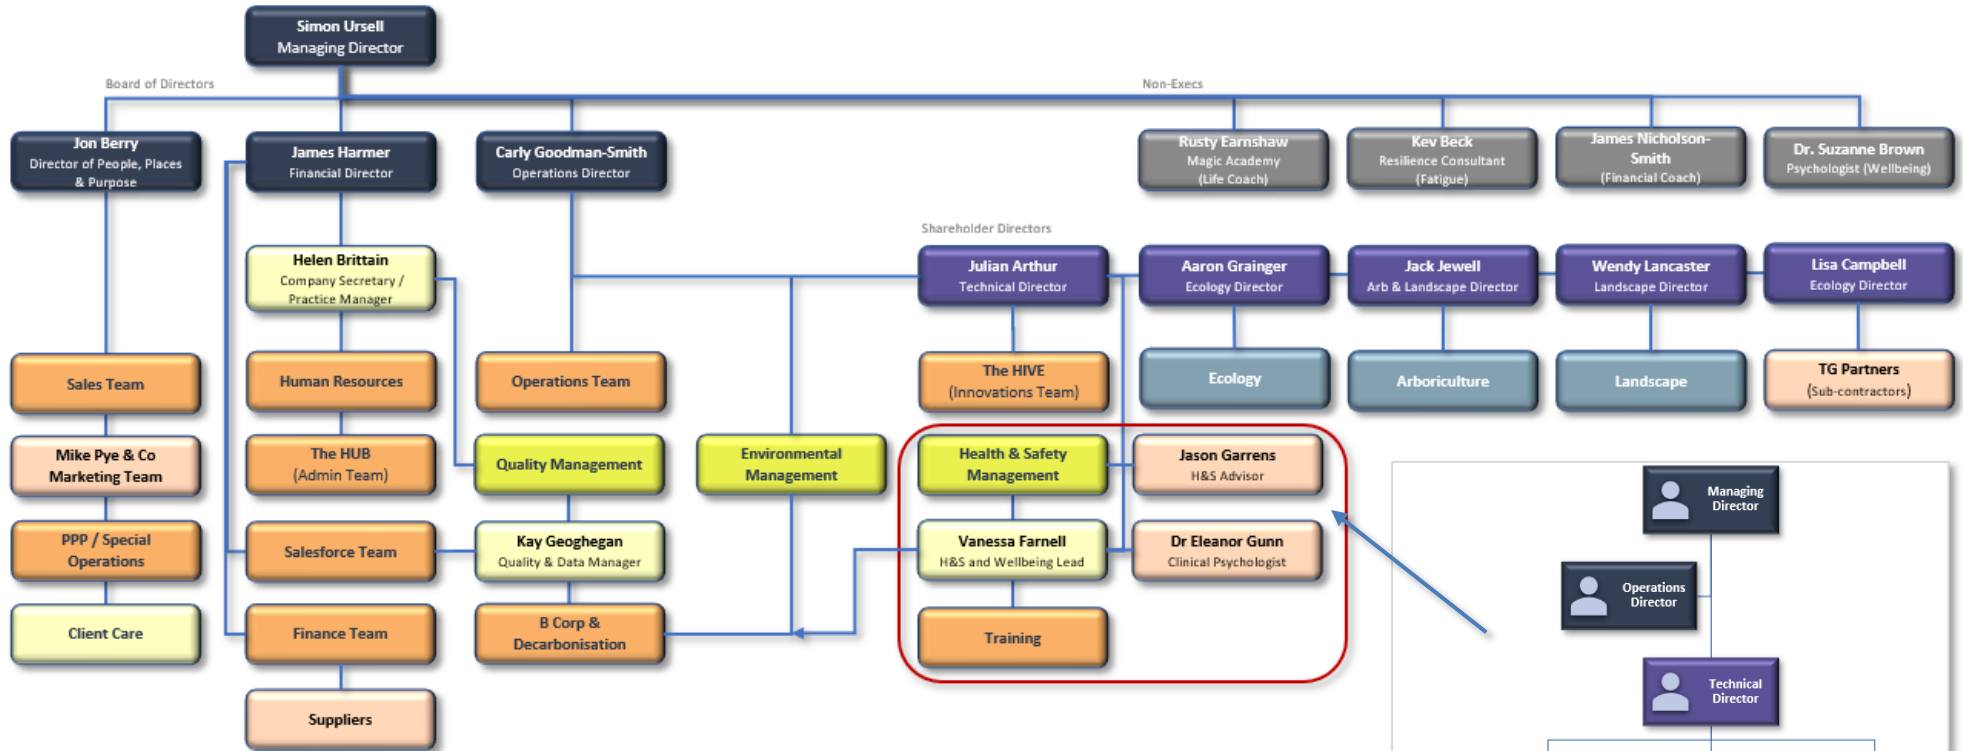 Simon Ursell
Managing Director
Board of Directors
Non-Execs
Jon Berry
Director of People, Places
& Purpose
James Harmer
Financial Director
Carly Goodman-Smith
Operations Director
Rusty Earnshaw
Magic Academy
(Life Coach)
Kev Beck
Resilience Consultant
(Fatigue)
James Nicholson-
Smith
(Financial Coach)
Dr. Suzanne Brown
Psychologist (Wellbeing)
Shareholder Directors
Helen Brittain
Company Secretary /
Practice Manager
Julian Arthur
Technical Director
Aaron Grainger
Ecology Director
Jack Jewell
Arb & Landscape Director
Wendy Lancaster
Landscape Director
Lisa Campbell
Ecology Director
Sales Team
Human Resources
Operations Team
The HIVE
(Innovations Team)
Ecology
Arboriculture
Landscape
TG Partners
(Sub-contractors)
Mike Pye & Co
Marketing Team
The HUB
(Admin Team)
Quality Management
Environmental
Management
Health & Safety
Management
Jason Garrens
H&S Advisor
PPP / Special
Operations
Salesforce Team
Kay Geoghegan
Quality & Data Manager
Vanessa Farnell
H&S and Wellbeing Lead
Dr Eleanor Gunn
Clinical Psychologist
Client Care
Finance Team
B Corp &
Decarbonisation
Training
Suppliers
Managing
Director
Operations
Director
Technical
Director